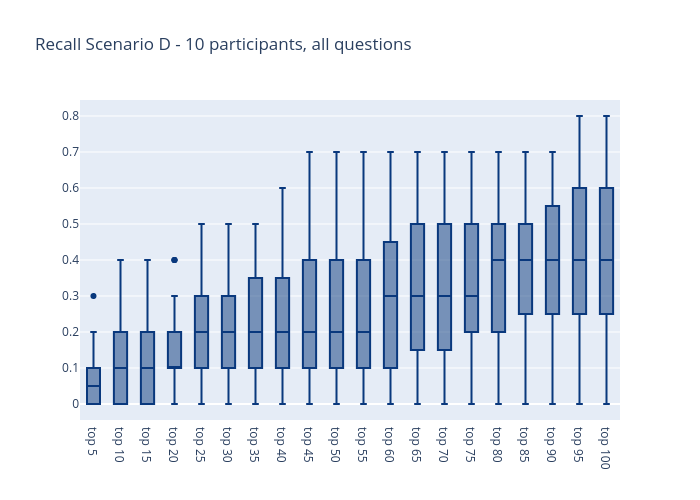 Recall Scenario D - 10 participants, all questions
0.8
0.7
0.6
0.5
0.4
0.3
0.2
0.1
0
top 5
top 10
top 15
top 20
top 25
top 30
top 35
top 40
top 45
top 50
top 55
top 60
top 65
top 70
top 75
top 80
top 85
top 90
top 95
top 100